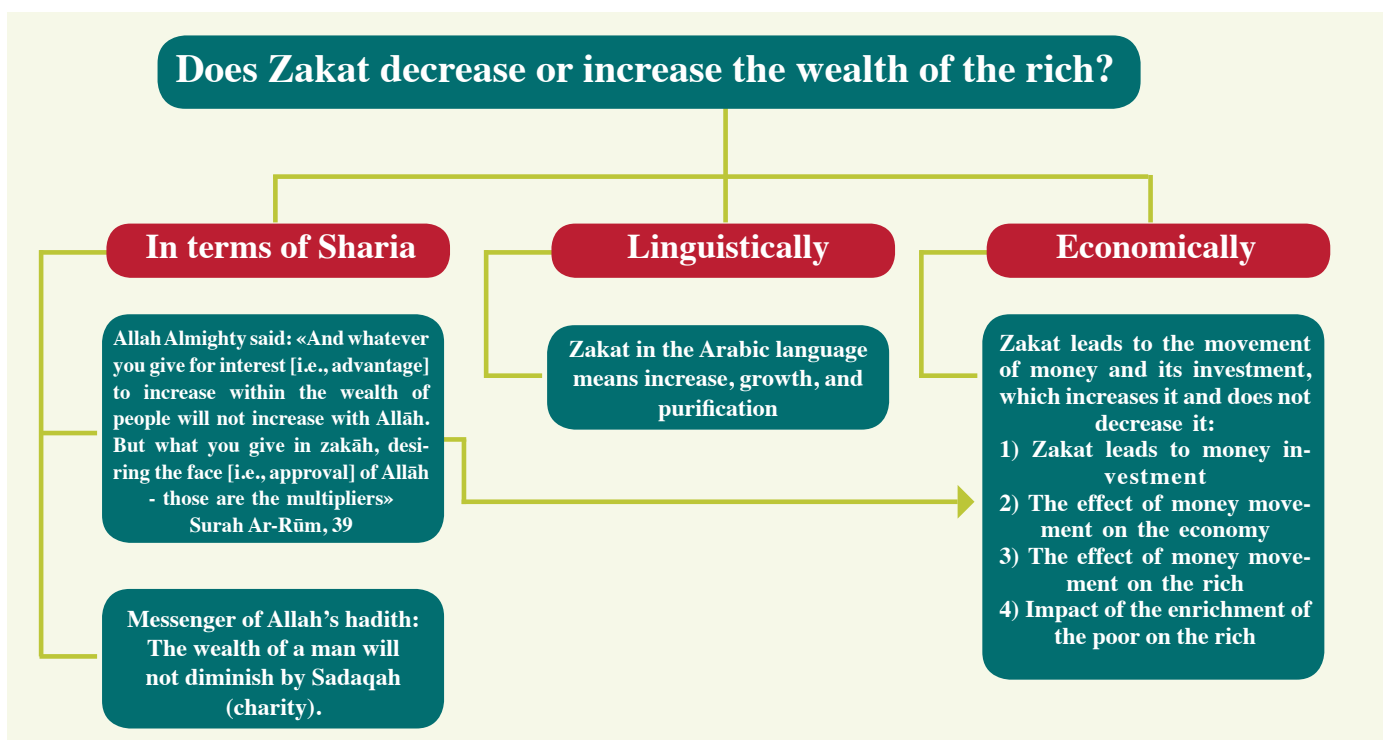 Does Zakat decrease or increase the wealth of the rich?
In terms of Sharia
Allah Almighty said: «And whatever
you give for interest [i.e., advantage]
to increase within the wealth of
people will not increase with Allāh.
But what you give in zakāh, desi-
ring the face [i.e., approval] of Allāh
- those are the multipliers»
Surah Ar-Rūm, 39
Messenger of Allah’s hadith:
The wealth of a man will
not diminish by Sadaqah
(charity).
Linguistically
Zakat in the Arabic language
means increase, growth, and
purification
Economically
Zakat leads to the movement
of money and its investment,
which increases it and does not
decrease it:
1) Zakat leads to money in-
vestment
2) The effect of money move-
ment on the economy
3) The effect of money move-
ment on the rich
4) Impact of the enrichment of
the poor on the rich